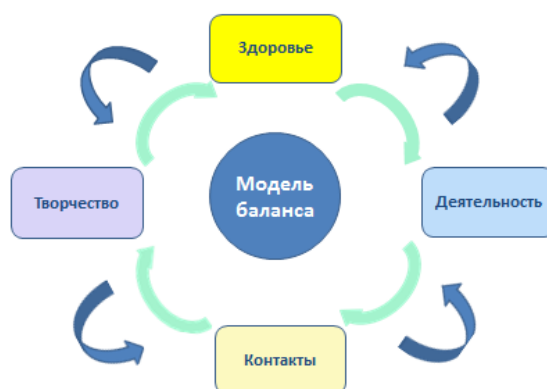 Здоровье
Творчество
Модель
баланса
Деятельность
Контакты